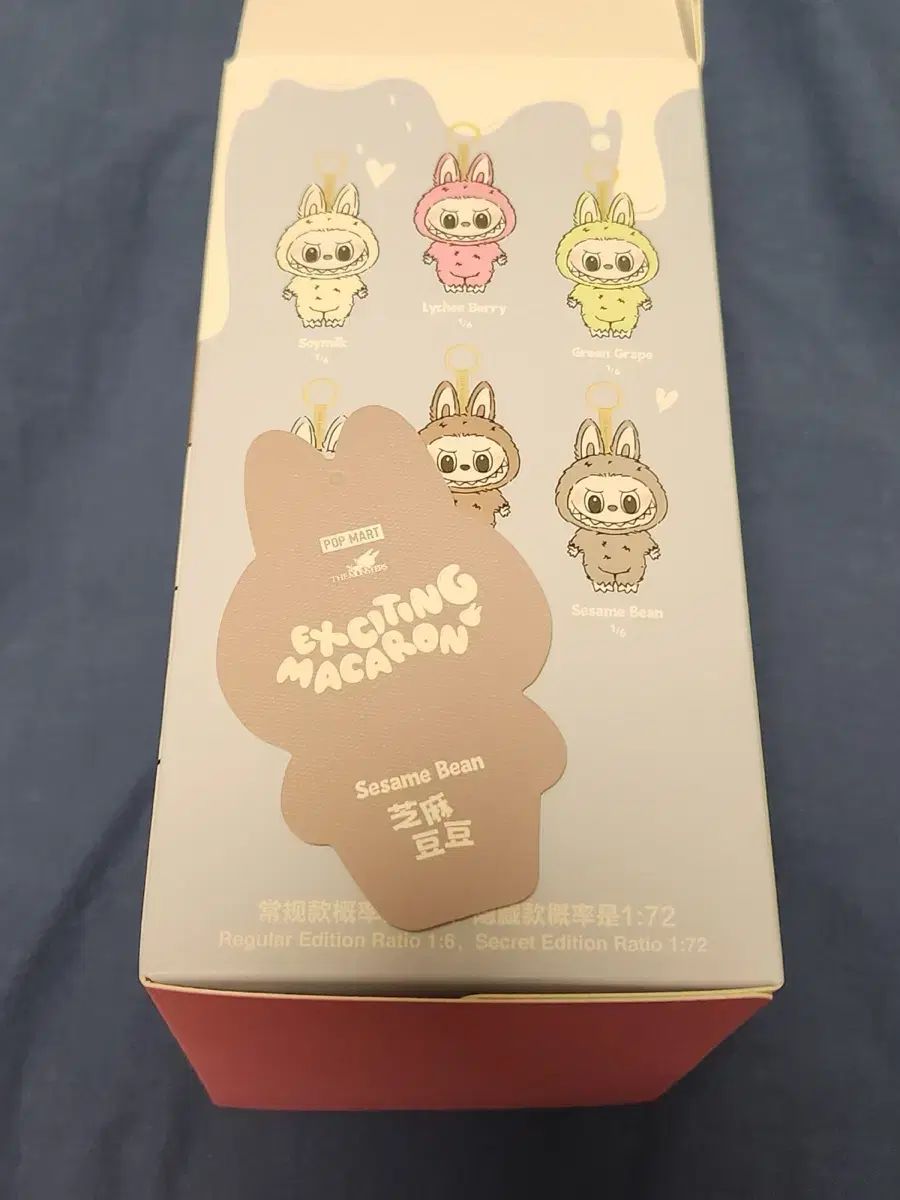 Soymilk
1/6
Lychee Berry
1/6
Green Grape
1/6
Sesame Bean
1/6
POP MART
THE MONSTERS
EXCITING
MACARON
Sesame Bean
芝麻
豆豆
常规款概率 隐藏款概率是1:72
Regular Edition Ratio 1:6, Secret Edition Ratio 1:72